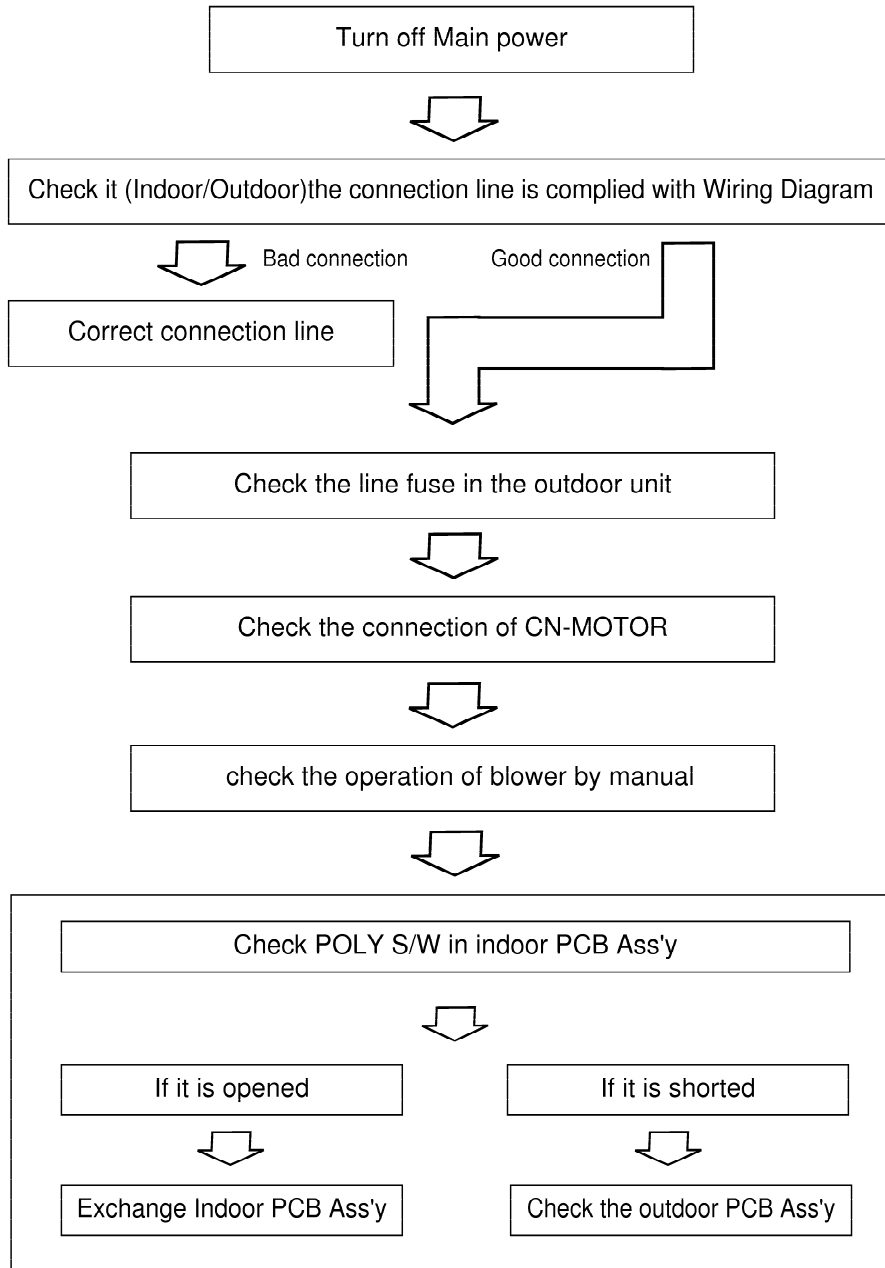 Turn off Main power
Check it (Indoor/Outdoor)the connection line is complied with Wiring Diagram
Bad connection
Good connection
Correct connection line
Check the line fuse in the outdoor unit
Check the connection of CN-MOTOR
check the operation of blower by manual
Check POLY S/W in indoor PCB Ass'y
If it is opened
If it is shorted
Exchange Indoor PCB Ass'y
Check the outdoor PCB Ass'y